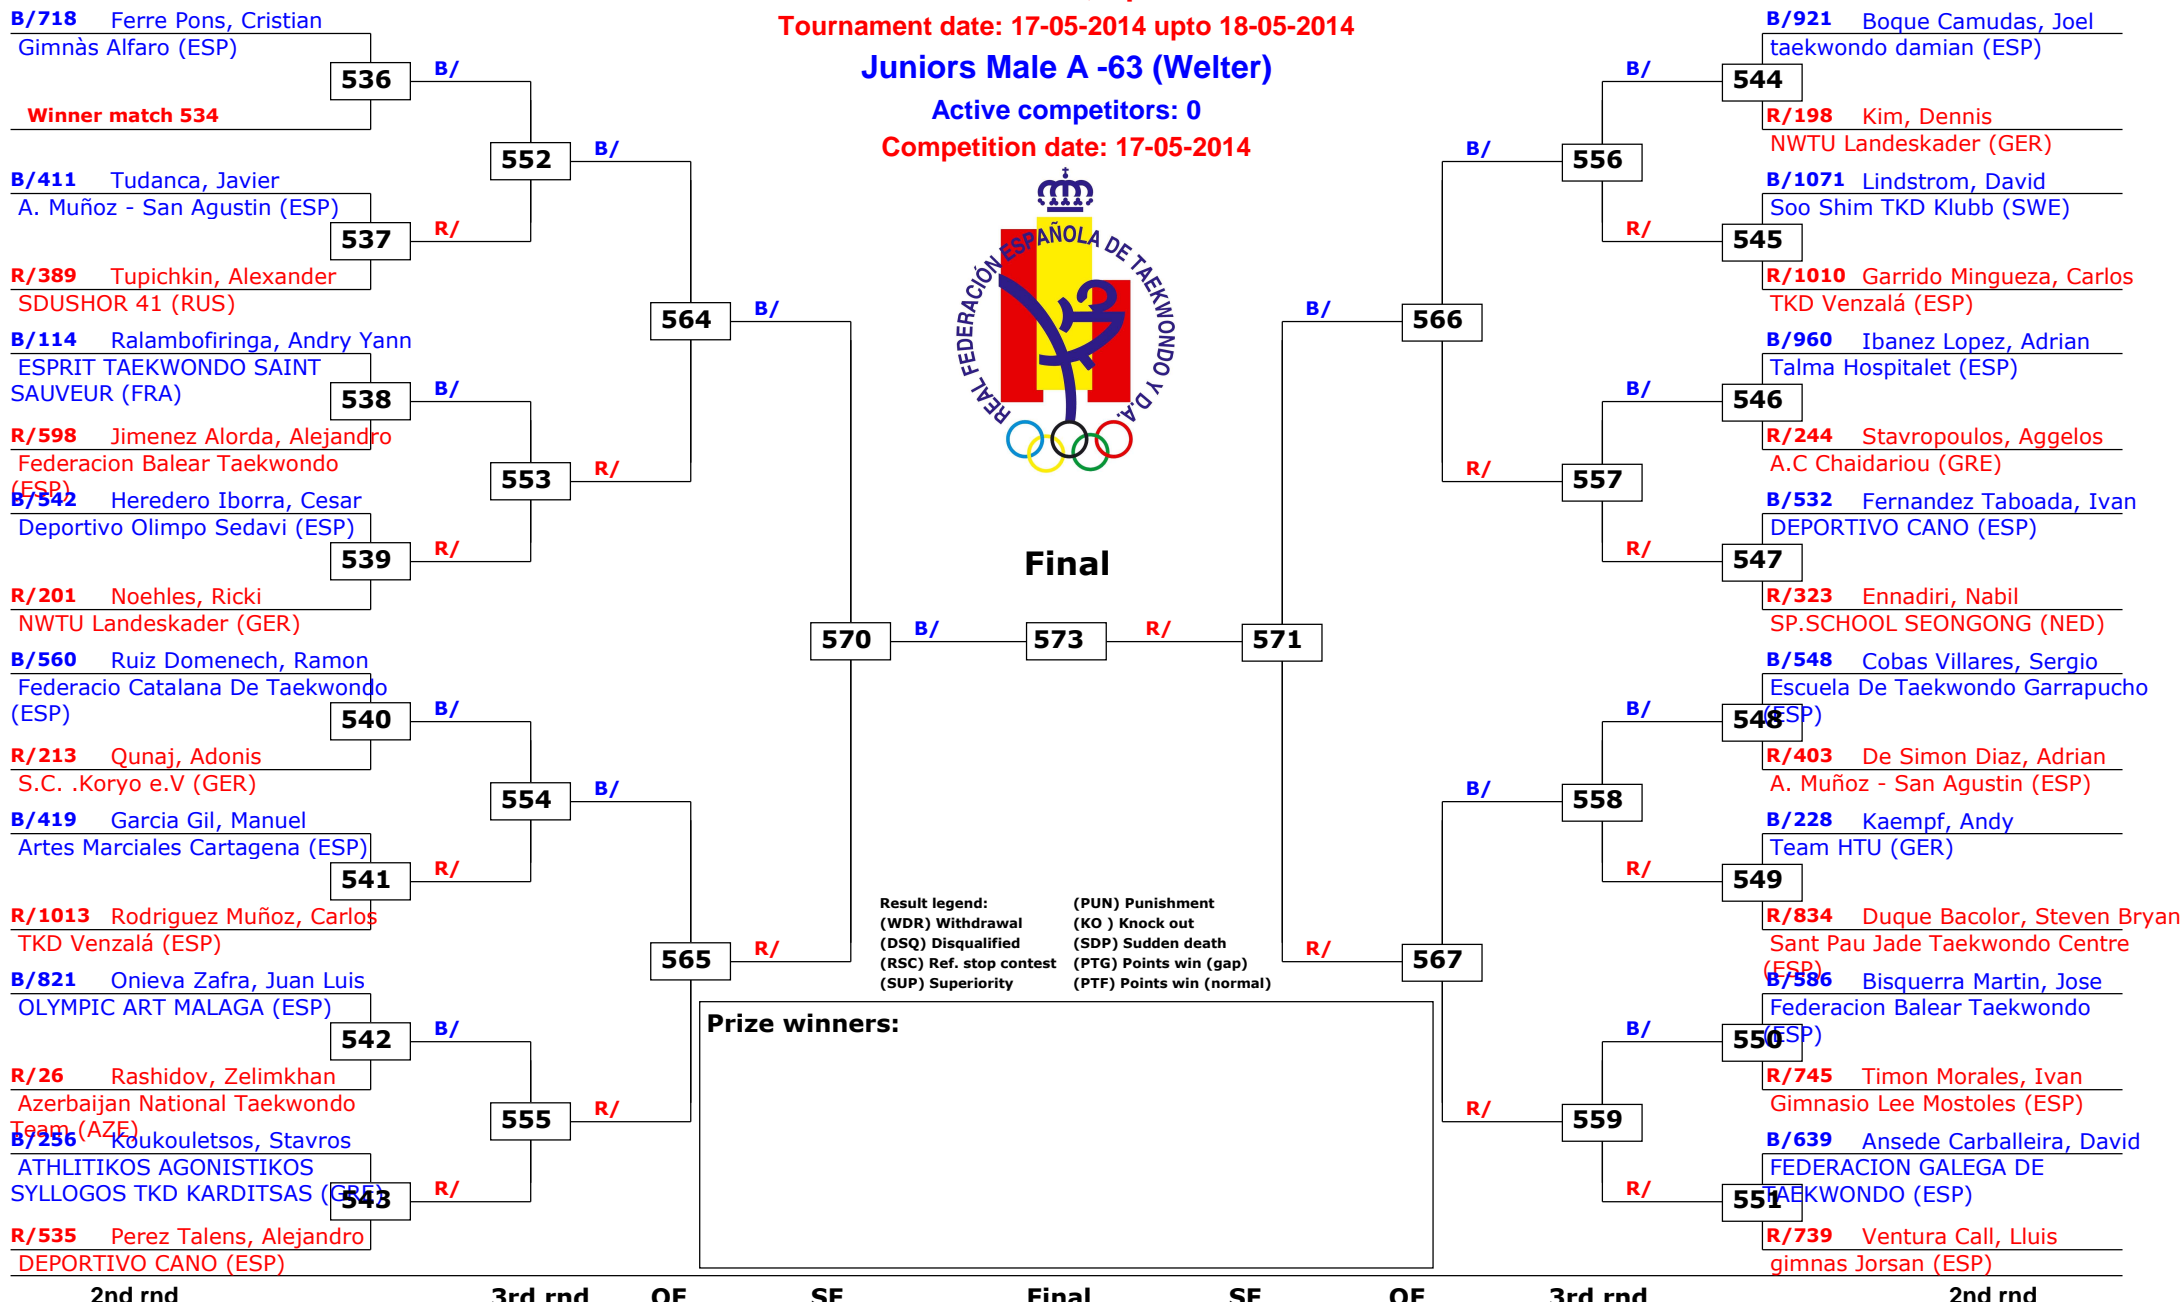 Tournament date: 17-05-2014 upto 18-05-2014
Juniors Male A -63 (Welter)
Active competitors: 0
Competition date: 17-05-2014
REAL FEDERACIÓN ESPAÑOLA DE TAEKWONDO Y D.A.
B/718 Ferre Pons, Cristian
Gimnàs Alfaro (ESP)
536
B/
Winner match 534
552
B/
B/411 Tudanca, Javier
A. Muñoz - San Agustin (ESP)
537
R/
R/389 Tupichkin, Alexander
SDUSHOR 41 (RUS)
564
B/
B/114 Ralambofiringa, Andry Yann
ESPRIT TAEKWONDO SAINT
SAUVEUR (FRA)
538
B/
R/598 Jimenez Alorda, Alejandro
Federacion Balear Taekwondo
(ESP)
553
R/
B/542 Heredero Iborra, Cesar
Deportivo Olimpo Sedavi (ESP)
539
R/
R/201 Noehles, Ricki
NWTU Landeskader (GER)
570
B/
B/560 Ruiz Domenech, Ramon
Federacio Catalana De Taekwondo
(ESP)
540
B/
R/213 Qunaj, Adonis
S.C. .Koryo e.V (GER)
554
B/
B/419 Garcia Gil, Manuel
Artes Marciales Cartagena (ESP)
541
R/
R/1013 Rodriguez Muñoz, Carlos
TKD Venzalá (ESP)
565
R/
B/821 Onieva Zafra, Juan Luis
OLYMPIC ART MALAGA (ESP)
542
B/
R/26 Rashidov, Zelimkhan
Azerbaijan National Taekwondo
Team (AZE)
555
R/
B/256 Koukouletsos, Stavros
ATHLITIKOS AGONISTIKOS
SYLLOGOS TKD KARDITSAS (GRE)
543
R/
R/535 Perez Talens, Alejandro
DEPORTIVO CANO (ESP)
Final
573
R/
571
Result legend:
(WDR) Withdrawal
(DSQ) Disqualified
(RSC) Ref. stop contest
(SUP) Superiority
(PUN) Punishment
(KO ) Knock out
(SDP) Sudden death
(PTG) Points win (gap)
(PTF) Points win (normal)
Prize winners:
B/921 Boque Camudas, Joel
taekwondo damian (ESP)
B/
544
R/198 Kim, Dennis
NWTU Landeskader (GER)
B/
556
B/1071 Lindstrom, David
Soo Shim TKD Klubb (SWE)
R/
545
R/1010 Garrido Mingueza, Carlos
TKD Venzalá (ESP)
B/
566
B/960 Ibanez Lopez, Adrian
Talma Hospitalet (ESP)
B/
546
R/244 Stavropoulos, Aggelos
A.C Chaidariou (GRE)
R/
557
B/532 Fernandez Taboada, Ivan
DEPORTIVO CANO (ESP)
R/
547
R/323 Ennadiri, Nabil
SP.SCHOOL SEONGONG (NED)
B/548 Cobas Villares, Sergio
Escuela De Taekwondo Garrapucho
(ESP)
B/
548
R/403 De Simon Diaz, Adrian
A. Muñoz - San Agustin (ESP)
B/
558
B/228 Kaempf, Andy
Team HTU (GER)
R/
549
R/834 Duque Bacolor, Steven Bryan
Sant Pau Jade Taekwondo Centre
(ESP)
R/
567
B/586 Bisquerra Martin, Jose
Federacion Balear Taekwondo
(ESP)
B/
550
R/745 Timon Morales, Ivan
Gimnasio Lee Mostoles (ESP)
R/
559
B/639 Ansede Carballeira, David
FEDERACION GALEGA DE
TAEKWONDO (ESP)
R/
551
R/739 Ventura Call, Lluis
gimnas Jorsan (ESP)
2nd rnd 3rd rnd QF SF Final SF QF 3rd rnd 2nd rnd